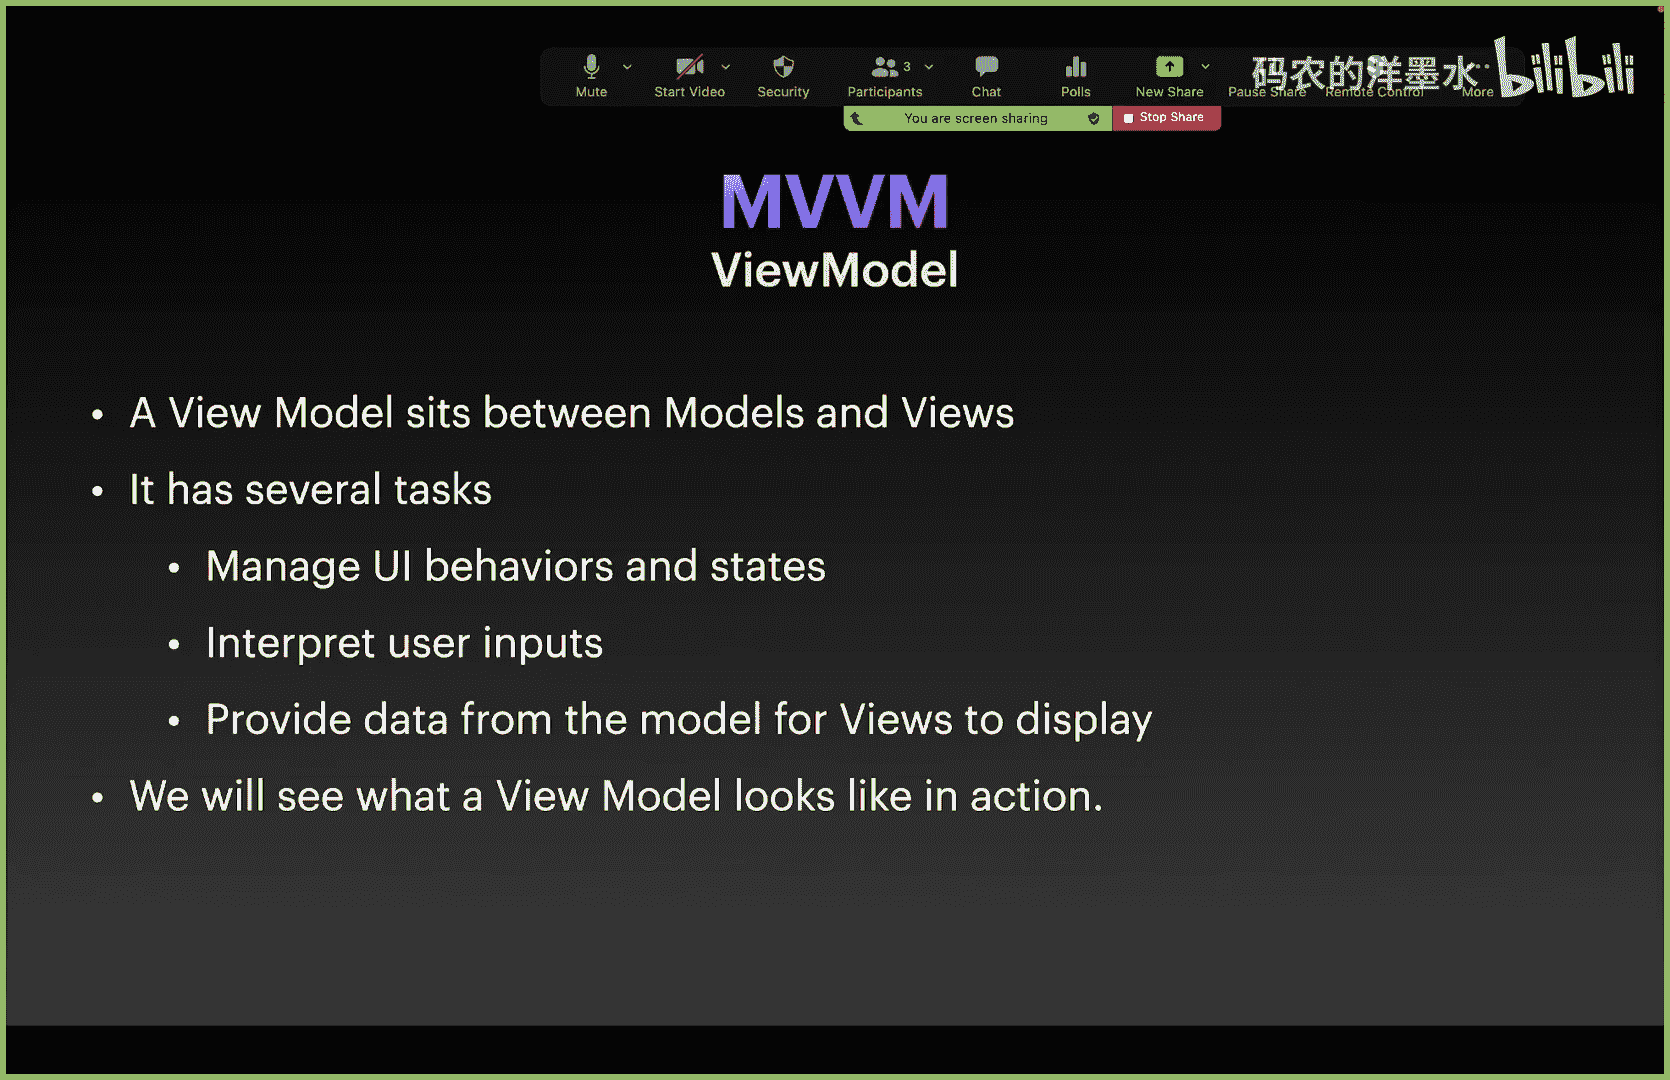 码农的洋墨水 bilibili
Mute Start Video Security Participants 3 Chat Polls New Share Pause Share Remote Control More
You are screen sharing Stop Share
MVVM
ViewModel
• A View Model sits between Models and Views
• It has several tasks
• Manage UI behaviors and states
• Interpret user inputs
• Provide data from the model for Views to display
• We will see what a View Model looks like in action.